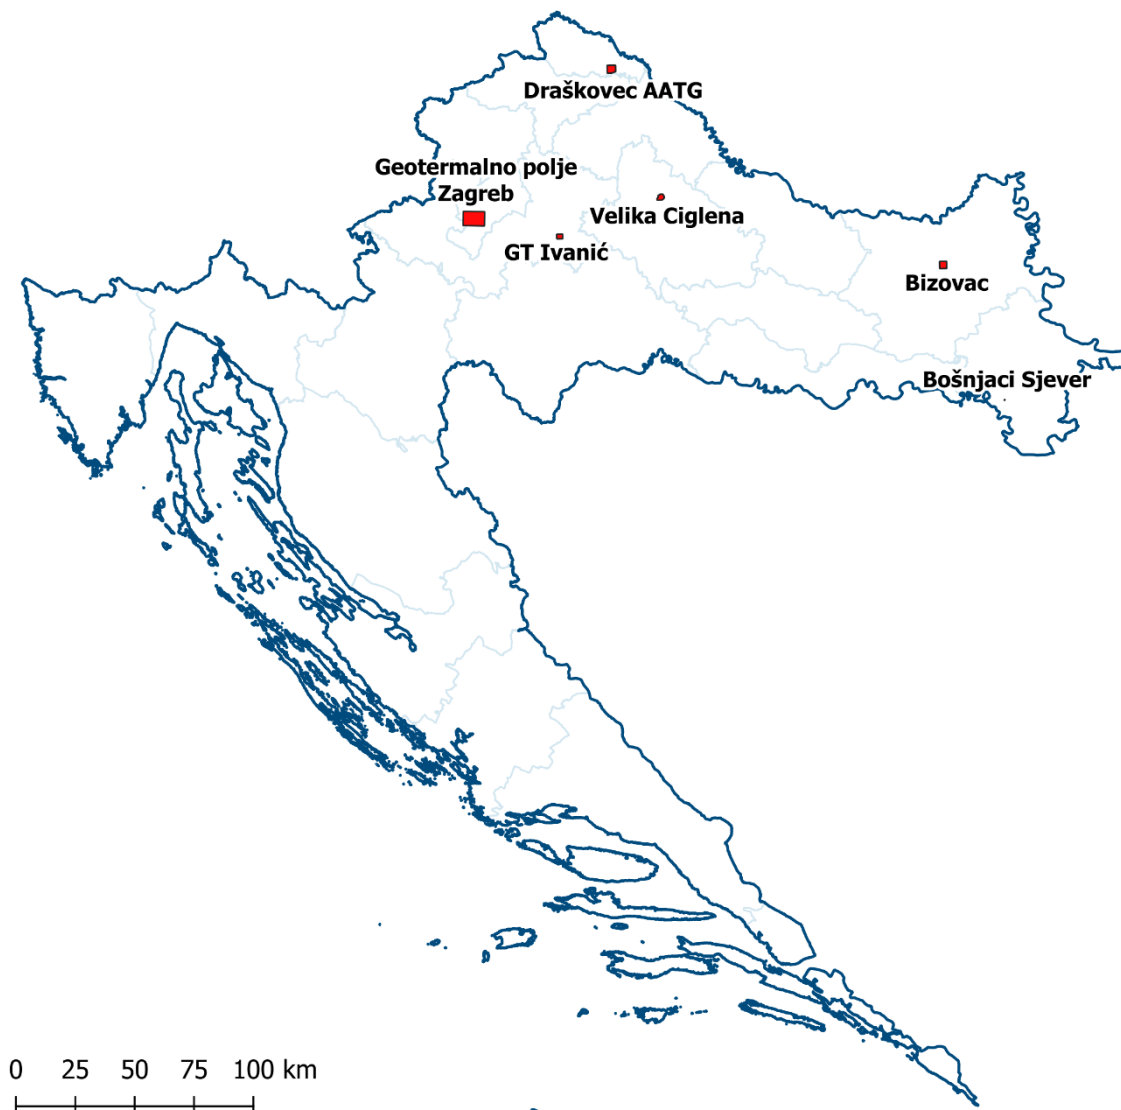 Draškovec AATG
Geotermalno polje
Zagreb
Velika Ciglena
GT Ivanić
Bizovac
Bošnjaci Sjever
0 25 50 75 100 km